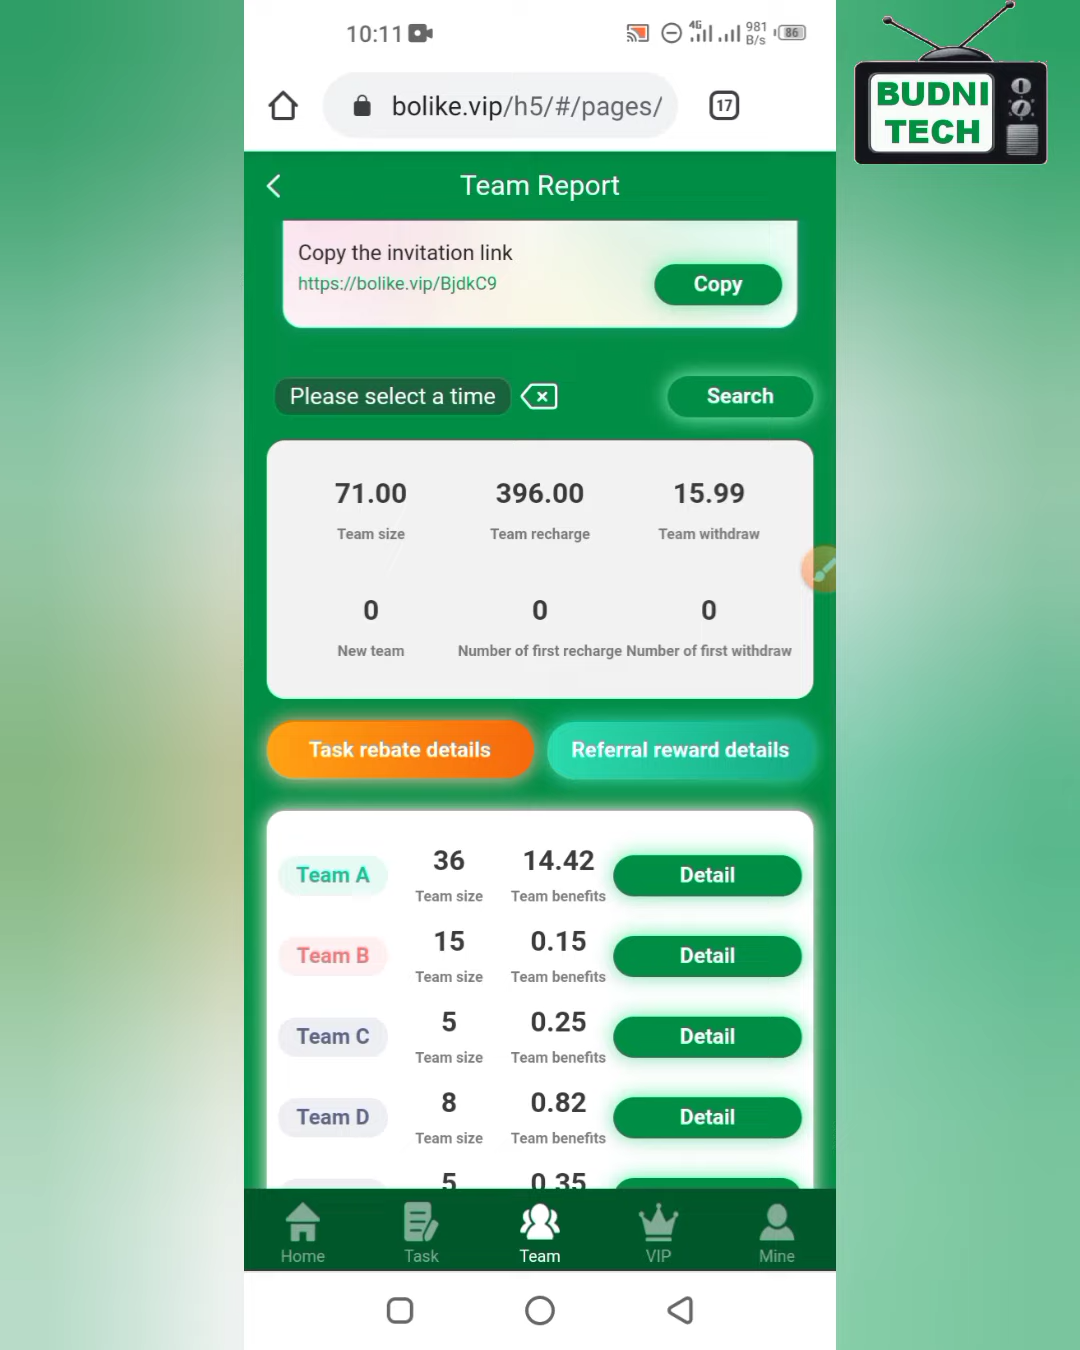 10:11
4G
981
B/s
86
bolike.vip/h5/#/pages/
17
BUDNI
TECH
Team Report
Copy the invitation link
https://bolike.vip/BjdkC9
Copy
Please select a time
Search
71.00 396.00 15.99
Team size Team recharge Team withdraw
0 0 0
New team Number of first recharge Number of first withdraw
Task rebate details Referral reward details
Team A 36 14.42 Detail
Team size Team benefits
Team B 15 0.15 Detail
Team size Team benefits
Team C 5 0.25 Detail
Team size Team benefits
Team D 8 0.82 Detail
Team size Team benefits
5 0.35
Home Task Team VIP Mine